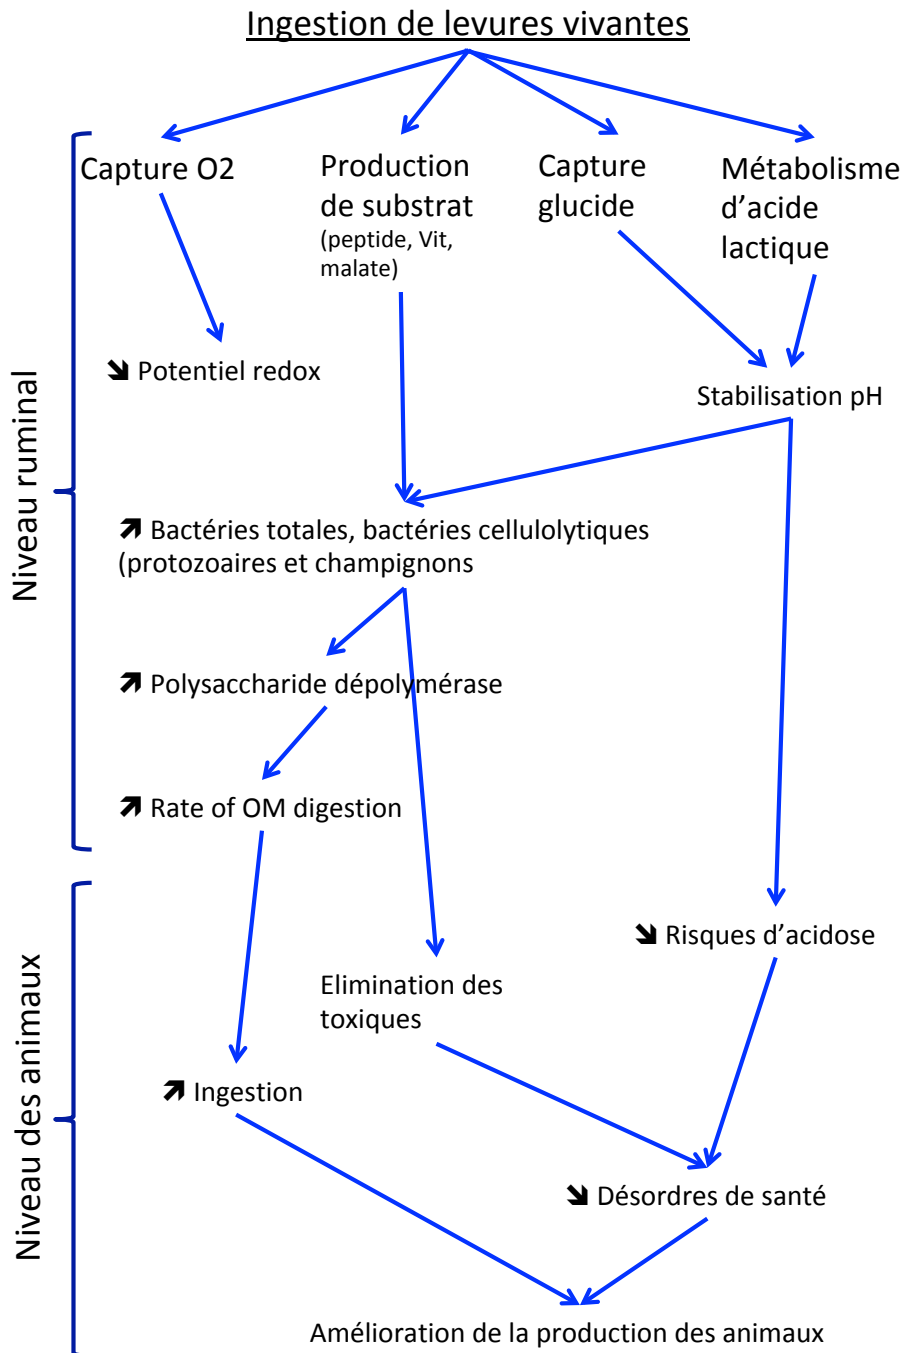 Ingestion de levures vivantes
Capture O2
Production
de substrat
(peptide, Vit,
malate)
Capture
glucide
Métabolisme
d’acide
lactique
Niveau ruminal
🡾 Potentiel redox
Stabilisation pH
🡽 Bactéries totales, bactéries cellulolytiques
(protozoaires et champignons
🡽 Polysaccharide dépolymérase
🡽 Rate of OM digestion
Niveau des animaux
🡾 Risques d’acidose
Elimination des
toxiques
🡽 Ingestion
🡾 Désordres de santé
Amélioration de la production des animaux